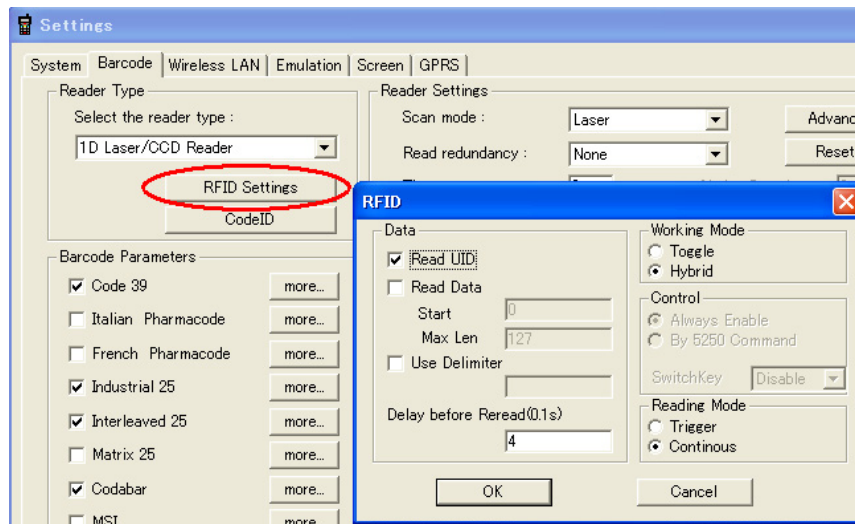 Settings
System Barcode Wireless LAN Emulation Screen GPRS
Reader Type
Select the reader type :
1D Laser/CCD Reader
RFID Settings
CodeID
Reader Settings
Scan mode : Laser
Read redundancy : None
Reset
Barcode Parameters
Code 39 more...
Italian Pharmacode more...
French Pharmacode more...
Industrial 25 more...
Interleaved 25 more...
Matrix 25 more...
Codabar more...
MSI more...
RFID
Data
Read UID
Read Data
Start 0
Max Len 127
Use Delimiter
Delay before Reread(0.1s)
4
Working Mode
Toggle
Hybrid
Control
Always Enable
By 5250 Command
SwitchKey Disable
Reading Mode
Trigger
Continous
OK Cancel